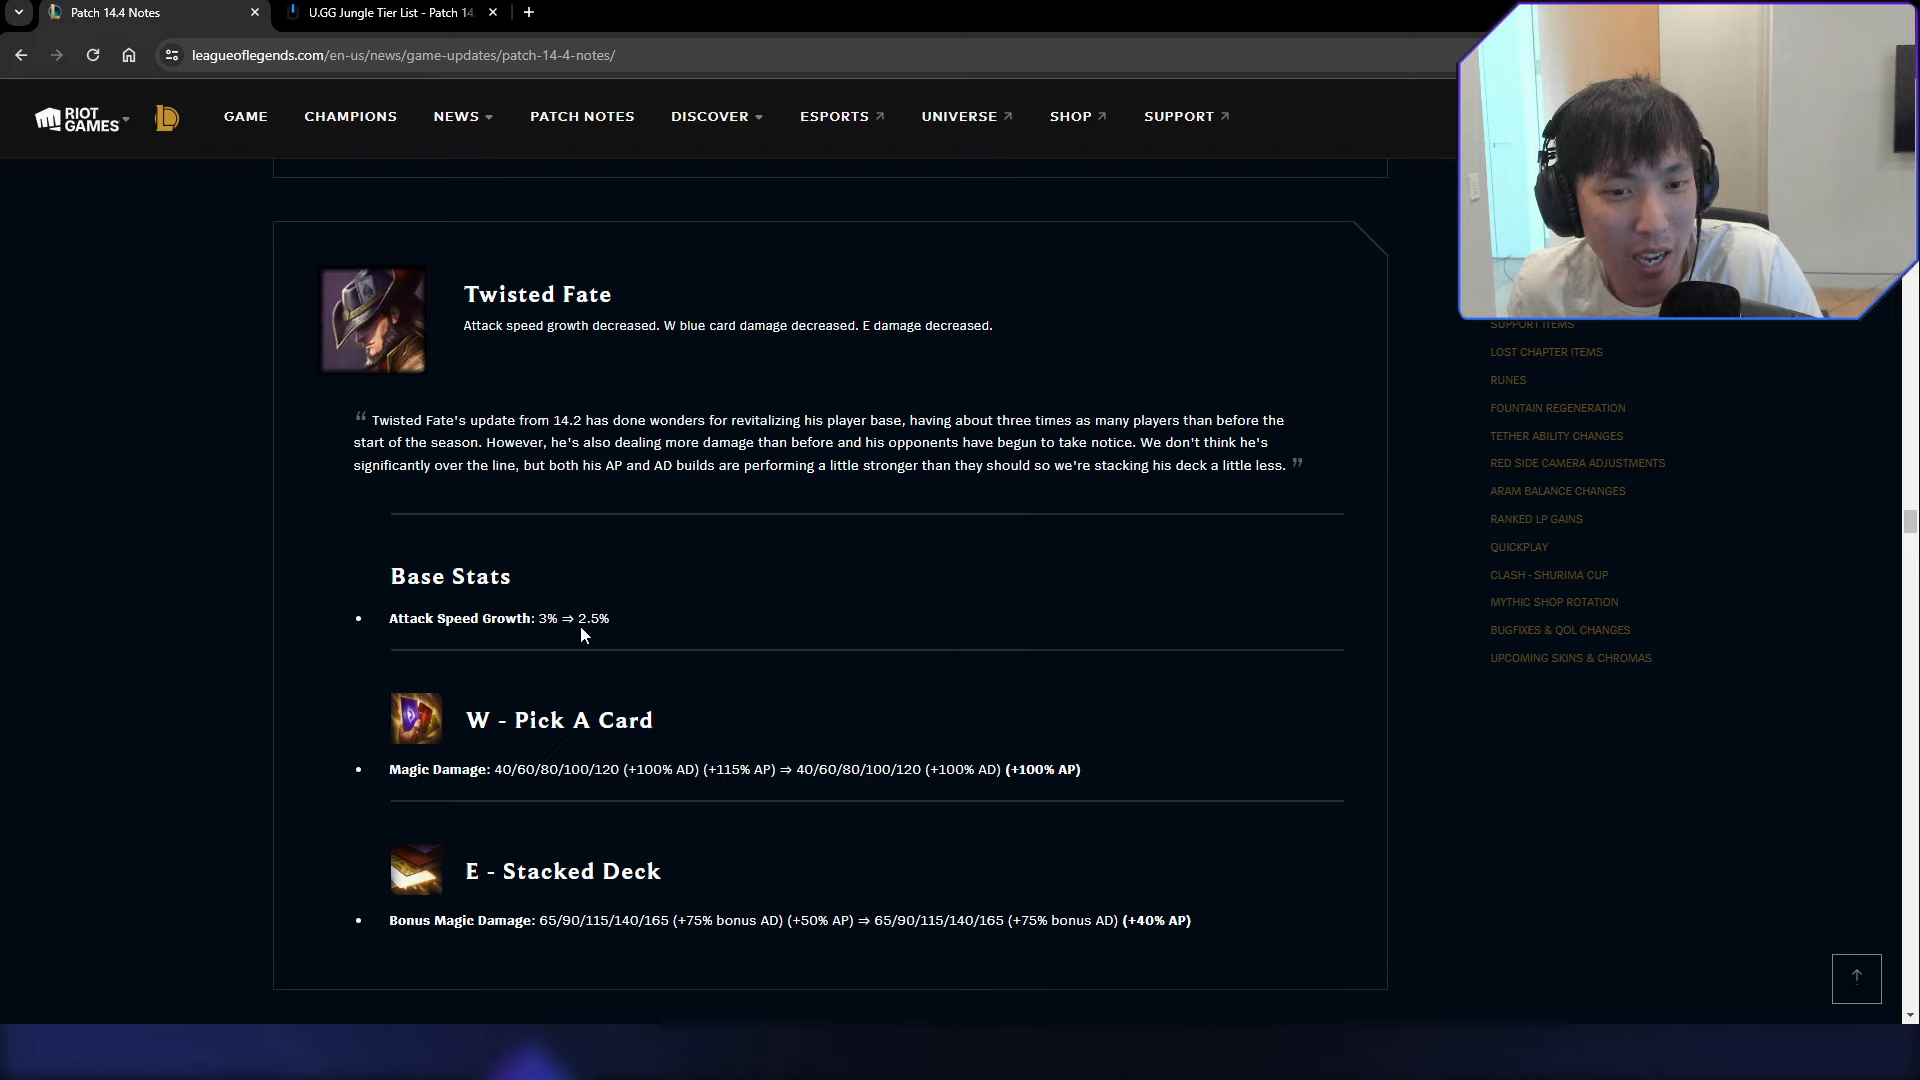 Patch 14.4 Notes
U.GG Jungle Tier List - Patch 14
leagueoflegends.com/en-us/news/game-updates/patch-14-4-notes/
RIOT GAMES
GAME
CHAMPIONS
NEWS
PATCH NOTES
DISCOVER
ESPORTS
UNIVERSE
SHOP
SUPPORT
Twisted Fate
Attack speed growth decreased. W blue card damage decreased. E damage decreased.
“ Twisted Fate's update from 14.2 has done wonders for revitalizing his player base, having about three times as many players than before the
start of the season. However, he's also dealing more damage than before and his opponents have begun to take notice. We don't think he's
significantly over the line, but both his AP and AD builds are performing a little stronger than they should so we're stacking his deck a little less. ”
Base Stats
• Attack Speed Growth: 3% ⇒ 2.5%
W - Pick A Card
• Magic Damage: 40/60/80/100/120 (+100% AD) (+115% AP) ⇒ 40/60/80/100/120 (+100% AD) (+100% AP)
E - Stacked Deck
• Bonus Magic Damage: 65/90/115/140/165 (+75% bonus AD) (+50% AP) ⇒ 65/90/115/140/165 (+75% bonus AD) (+40% AP)
SUPPORT ITEMS
LOST CHAPTER ITEMS
RUNES
FOUNTAIN REGENERATION
TETHER ABILITY CHANGES
RED SIDE CAMERA ADJUSTMENTS
ARAM BALANCE CHANGES
RANKED LP GAINS
QUICKPLAY
CLASH - SHURIMA CUP
MYTHIC SHOP ROTATION
BUGFIXES & QOL CHANGES
UPCOMING SKINS & CHROMAS